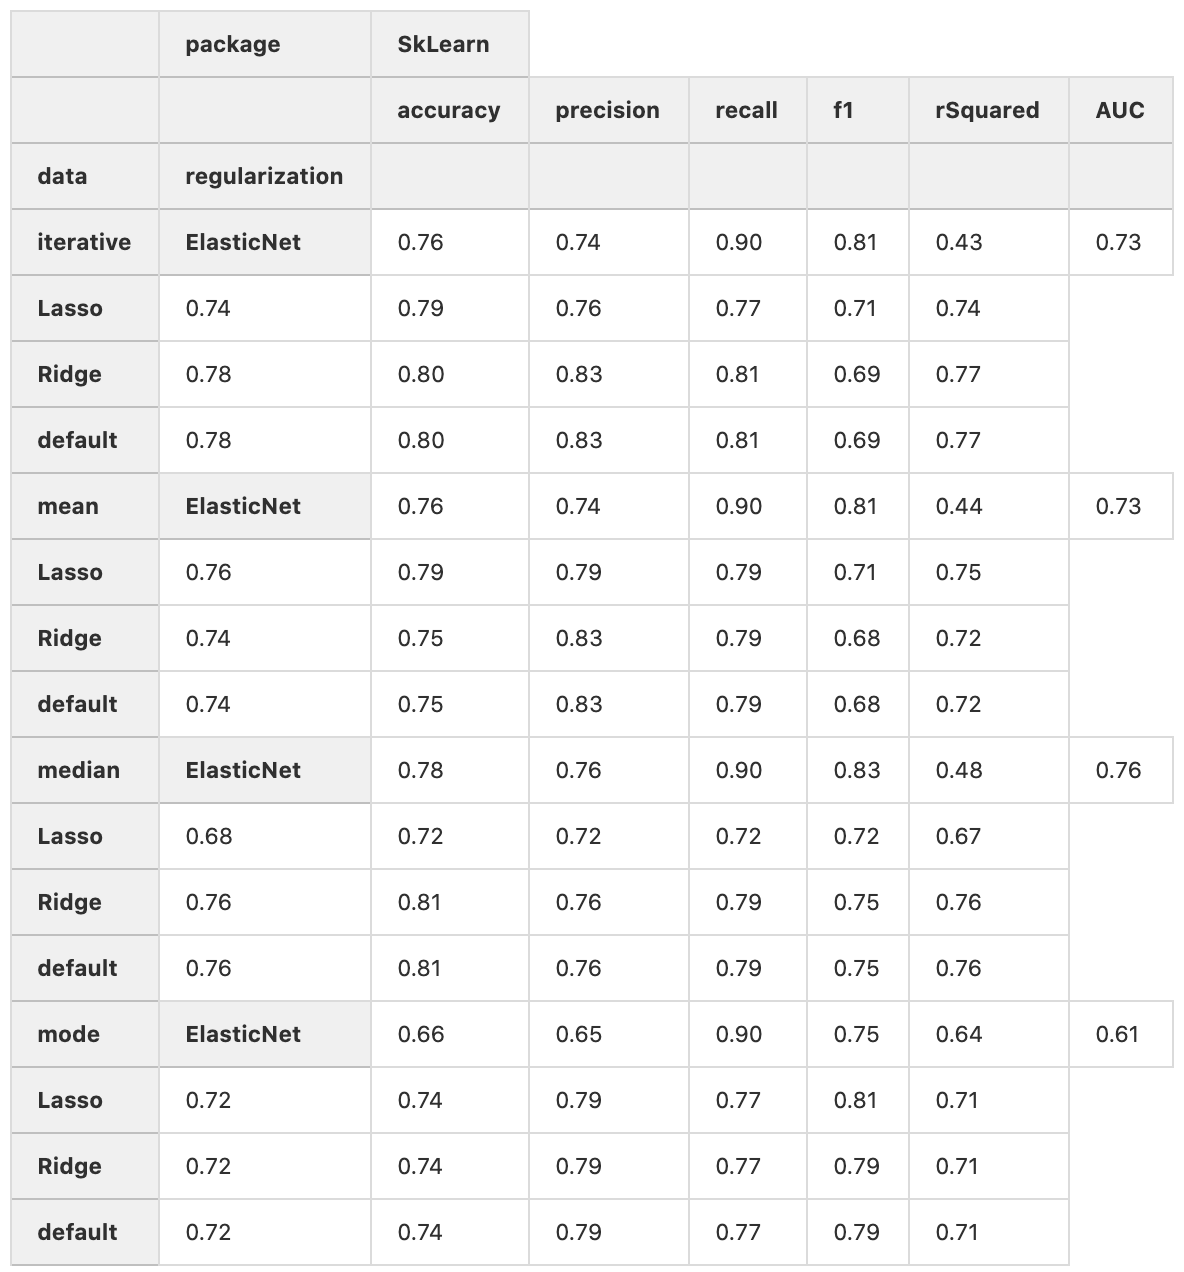 package SkLearn
accuracy precision recall f1 rSquared AUC
data regularization
iterative ElasticNet 0.76 0.74 0.90 0.81 0.43 0.73
Lasso 0.74 0.79 0.76 0.77 0.71 0.74
Ridge 0.78 0.80 0.83 0.81 0.69 0.77
default 0.78 0.80 0.83 0.81 0.69 0.77
mean ElasticNet 0.76 0.74 0.90 0.81 0.44 0.73
Lasso 0.76 0.79 0.79 0.79 0.71 0.75
Ridge 0.74 0.75 0.83 0.79 0.68 0.72
default 0.74 0.75 0.83 0.79 0.68 0.72
median ElasticNet 0.78 0.76 0.90 0.83 0.48 0.76
Lasso 0.68 0.72 0.72 0.72 0.72 0.67
Ridge 0.76 0.81 0.76 0.79 0.75 0.76
default 0.76 0.81 0.76 0.79 0.75 0.76
mode ElasticNet 0.66 0.65 0.90 0.75 0.64 0.61
Lasso 0.72 0.74 0.79 0.77 0.81 0.71
Ridge 0.72 0.74 0.79 0.77 0.79 0.71
default 0.72 0.74 0.79 0.77 0.79 0.71